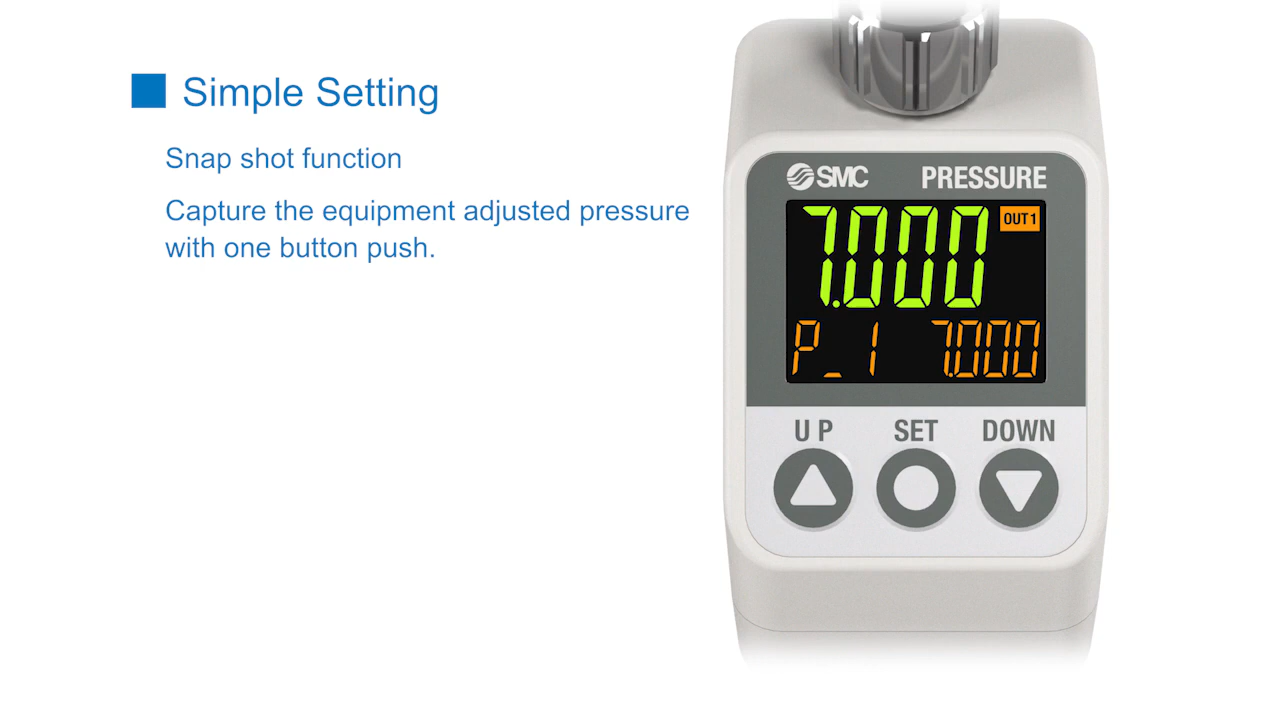 Simple Setting
Snap shot function
Capture the equipment adjusted pressure
with one button push.
SMC PRESSURE
7.000 OUT1
P_1 7.000
UP SET DOWN